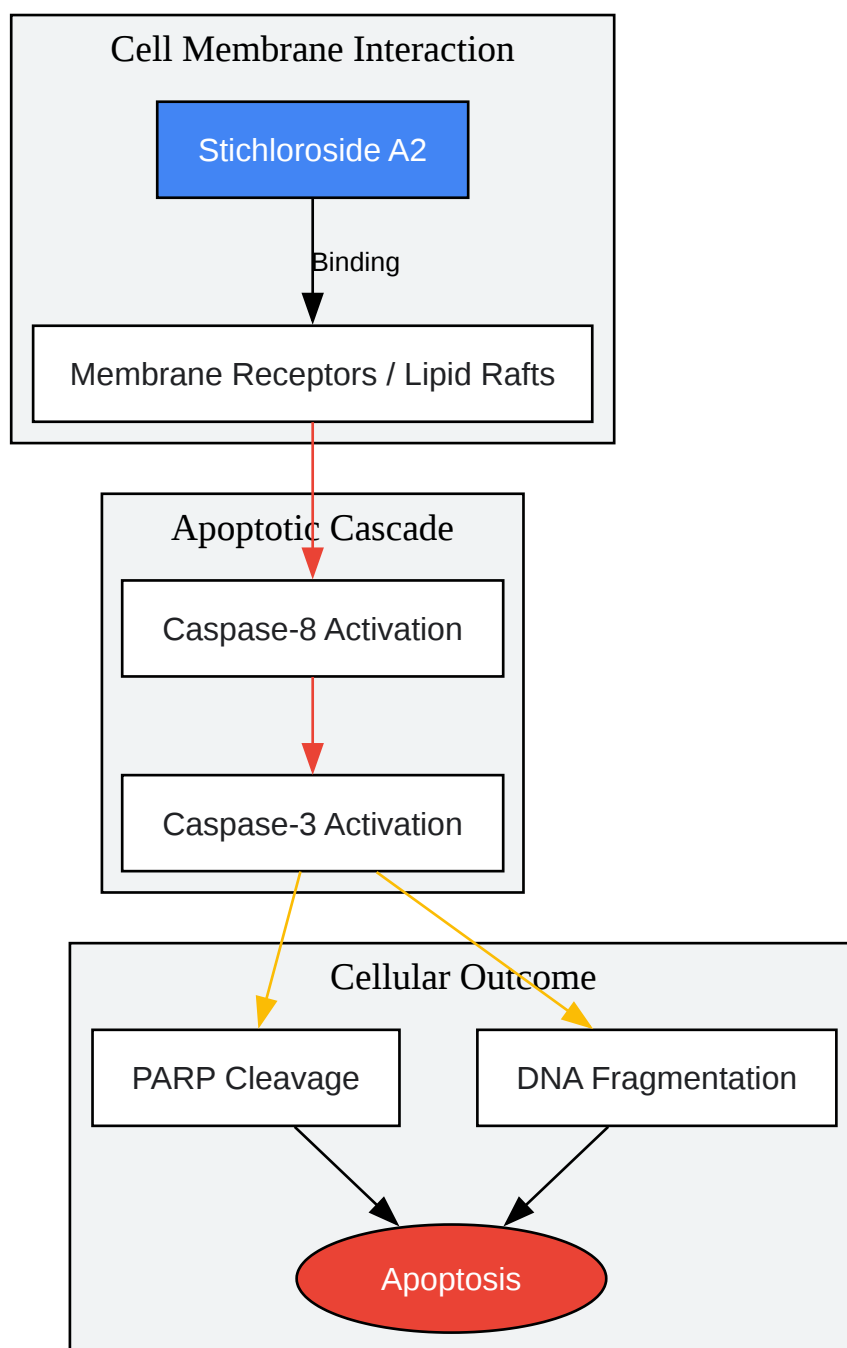 Cell Membrane Interaction
Stichloroside A2
Binding
Membrane Receptors / Lipid Rafts
Apoptotic Cascade
Caspase-8 Activation
Caspase-3 Activation
Cellular Outcome
PARP Cleavage
DNA Fragmentation
Apoptosis